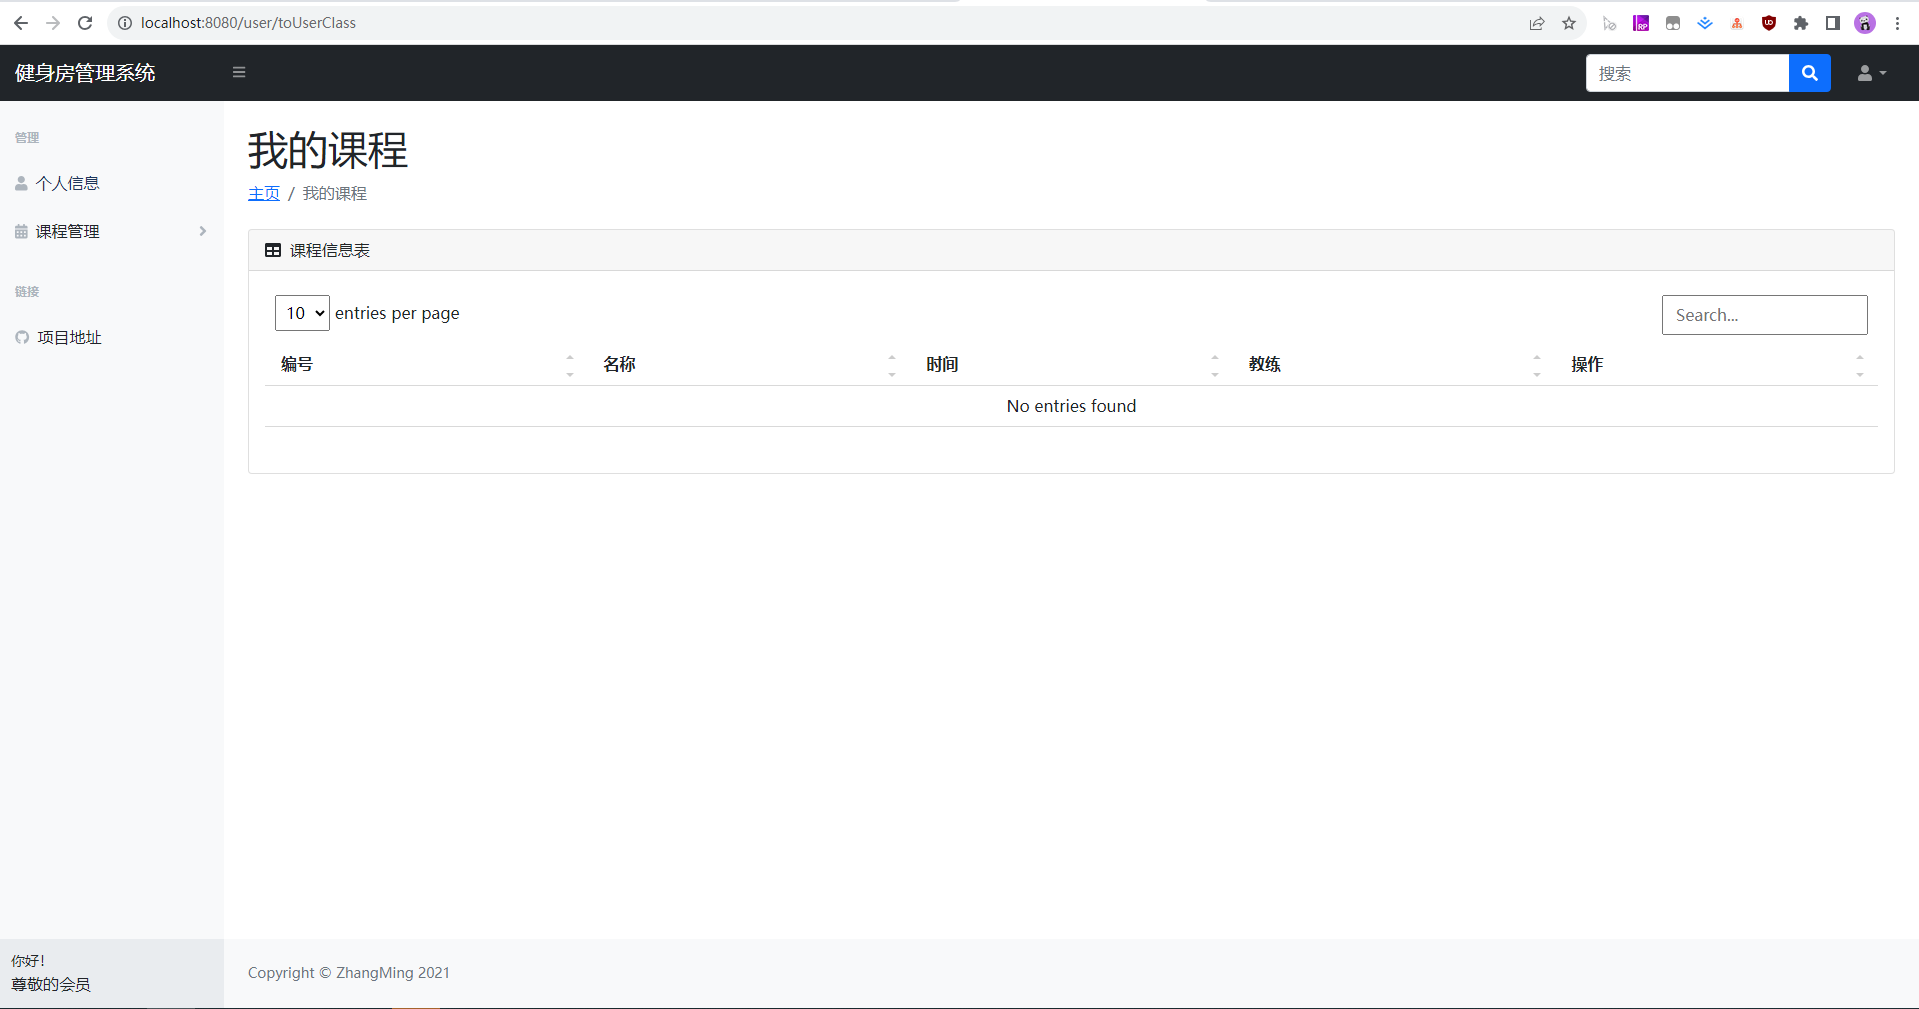 localhost:8080/user/toUserClass
健身房管理系统
搜索
管理
个人信息
课程管理
链接
项目地址
我的课程
主页 / 我的课程
课程信息表
10 entries per page
Search...
编号 名称 时间 教练 操作
No entries found
你好!
尊敬的会员
Copyright © ZhangMing 2021